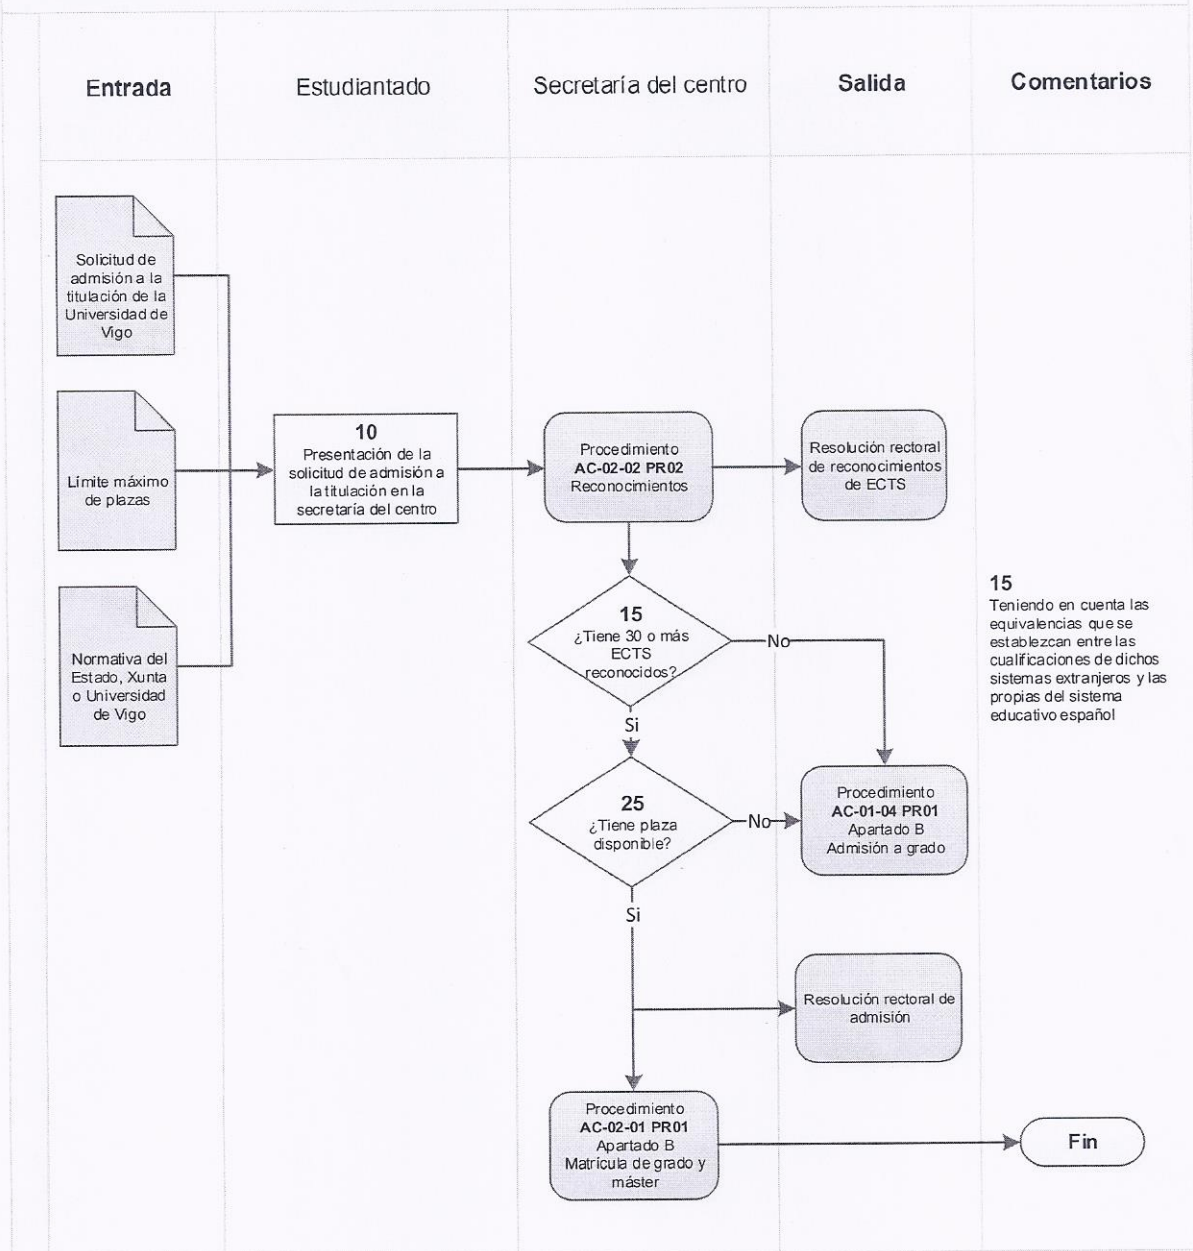 Entrada
Estudiantado
Secretaría del centro
Salida
Comentarios
Solicitud de
admisión a la
titulación de la
Universidad de
Vigo
Límite máximo
de plazas
Normativa del
Estado, Xunta
o Universidad
de Vigo
10
Presentación de la
solicitud de admisión a
la titulación en la
secretaría del centro
Procedimiento
AC-02-02 PR02
Reconocimientos
Resolución rectoral
de reconocimientos
de ECTS
15
¿Tiene 30 o más
ECTS
reconocidos?
No
Si
15
Teniendo en cuenta las
equivalencias que se
establezcan entre las
cualificaciones de dichos
sistemas extranjeros y las
propias del sistema
educativo español
25
¿Tiene plaza
disponible?
No
Si
Procedimiento
AC-01-04 PR01
Apartado B
Admisión a grado
Resolución rectoral de
admisión
Procedimiento
AC-02-01 PR01
Apartado B
Matrícula de grado y
máster
Fin